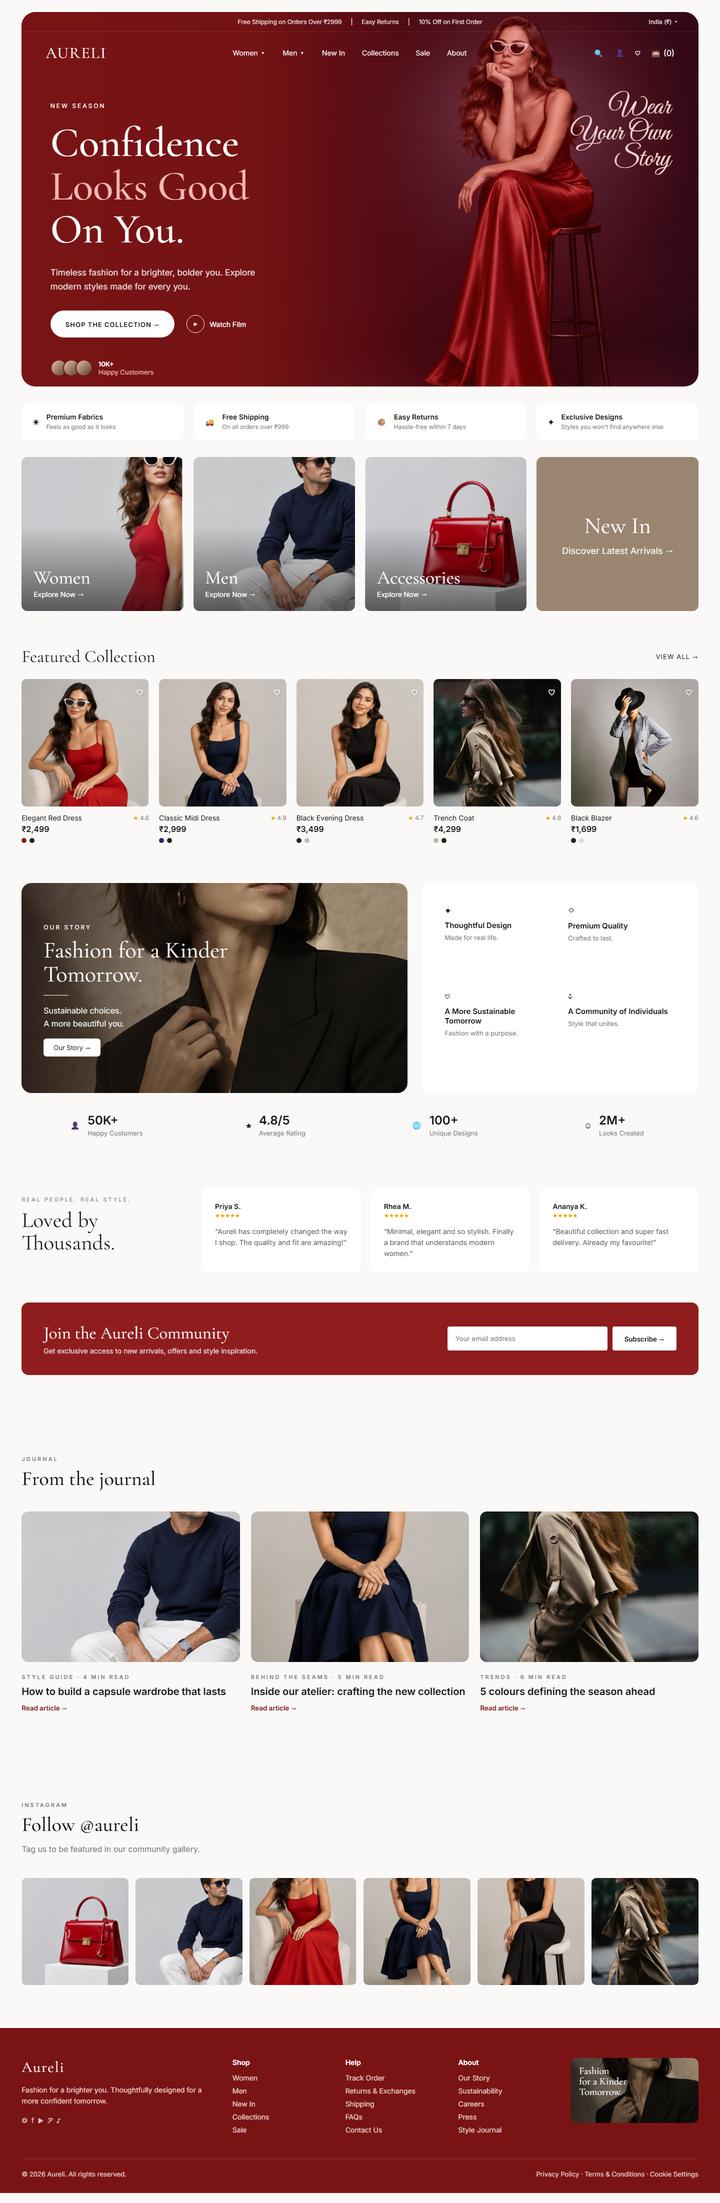 Free Shipping on Orders Over ₹2999 | Easy Returns | 10% Off on First Order
India (₹)
AURELI
Women Men New In Collections Sale About
(0)
NEW SEASON
Confidence
Looks Good
On You.
Wear
Your Own
Story
Timeless fashion for a brighter, bolder you. Explore
modern styles made for every you.
SHOP THE COLLECTION →
Watch Film
10K+
Happy Customers
Premium Fabrics
Feels as good as it looks
Free Shipping
On all orders over ₹999
Easy Returns
Hassle-free within 7 days
Exclusive Designs
Styles you won't find anywhere else
Women
Explore Now →
Men
Explore Now →
Accessories
Explore Now →
New In
Discover Latest Arrivals →
Featured Collection
VIEW ALL →
Elegant Red Dress ★ 4.8
₹2,499
Classic Midi Dress ★ 4.9
₹2,999
Black Evening Dress ★ 4.7
₹3,499
Trench Coat ★ 4.8
₹4,299
Black Blazer ★ 4.6
₹1,699
OUR STORY
Fashion for a Kinder
Tomorrow.
Sustainable choices.
A more beautiful you.
Our Story →
Thoughtful Design
Made for real life.
Premium Quality
Crafted to last.
A More Sustainable
Tomorrow
Fashion with a purpose.
A Community of Individuals
Style that unites.
50K+
Happy Customers
4.8/5
Average Rating
100+
Unique Designs
2M+
Looks Created
REAL PEOPLE. REAL STYLE.
Loved by
Thousands.
Priya S.
★★★★★
"Aureli has completely changed the way
I shop. The quality and fit are amazing!"
Rhea M.
★★★★★
"Minimal, elegant and so stylish. Finally
a brand that understands modern
women."
Ananya K.
★★★★★
"Beautiful collection and super fast
delivery. Already my favourite!"
Join the Aureli Community
Get exclusive access to new arrivals, offers and style inspiration.
Your email address
Subscribe →
JOURNAL
From the journal
STYLE GUIDE · 4 MIN READ
How to build a capsule wardrobe that lasts
Read article →
BEHIND THE SEAMS · 5 MIN READ
Inside our atelier: crafting the new collection
Read article →
TRENDS · 6 MIN READ
5 colours defining the season ahead
Read article →
INSTAGRAM
Follow @aureli
Tag us to be featured in our community gallery.
Aureli
Fashion for a brighter you. Thoughtfully designed for a
more confident tomorrow.
Shop
Women
Men
New In
Collections
Sale
Help
Track Order
Returns & Exchanges
Shipping
FAQs
Contact Us
About
Our Story
Sustainability
Careers
Press
Style Journal
Fashion
for a Kinder
Tomorrow.
© 2026 Aureli. All rights reserved.
Privacy Policy · Terms & Conditions · Cookie Settings